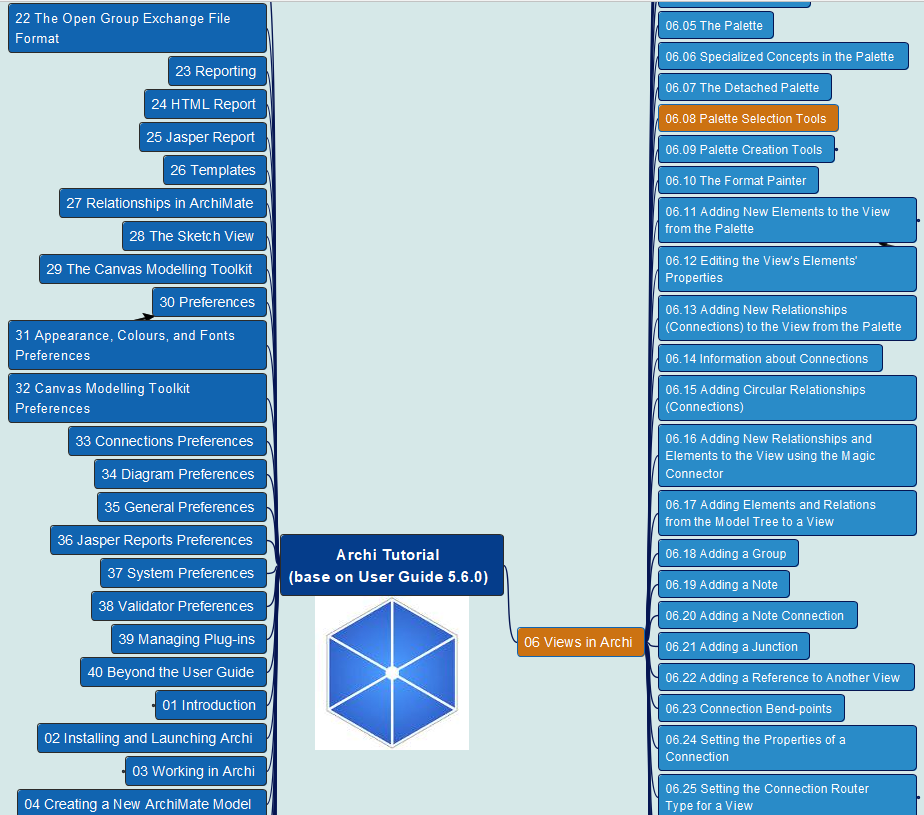 22 The Open Group Exchange File
Format
23 Reporting
24 HTML Report
25 Jasper Report
26 Templates
27 Relationships in ArchiMate
28 The Sketch View
29 The Canvas Modelling Toolkit
30 Preferences
31 Appearance, Colours, and Fonts
Preferences
32 Canvas Modelling Toolkit
Preferences
33 Connections Preferences
34 Diagram Preferences
35 General Preferences
36 Jasper Reports Preferences
37 System Preferences
38 Validator Preferences
39 Managing Plug-ins
40 Beyond the User Guide
01 Introduction
02 Installing and Launching Archi
03 Working in Archi
04 Creating a New ArchiMate Model
Archi Tutorial
(base on User Guide 5.6.0)
06 Views in Archi
06.05 The Palette
06.06 Specialized Concepts in the Palette
06.07 The Detached Palette
06.08 Palette Selection Tools
06.09 Palette Creation Tools
06.10 The Format Painter
06.11 Adding New Elements to the View
from the Palette
06.12 Editing the View's Elements'
Properties
06.13 Adding New Relationships
(Connections) to the View from the Palette
06.14 Information about Connections
06.15 Adding Circular Relationships
(Connections)
06.16 Adding New Relationships and
Elements to the View using the Magic
Connector
06.17 Adding Elements and Relations
from the Model Tree to a View
06.18 Adding a Group
06.19 Adding a Note
06.20 Adding a Note Connection
06.21 Adding a Junction
06.22 Adding a Reference to Another View
06.23 Connection Bend-points
06.24 Setting the Properties of a
Connection
06.25 Setting the Connection Router
Type for a View